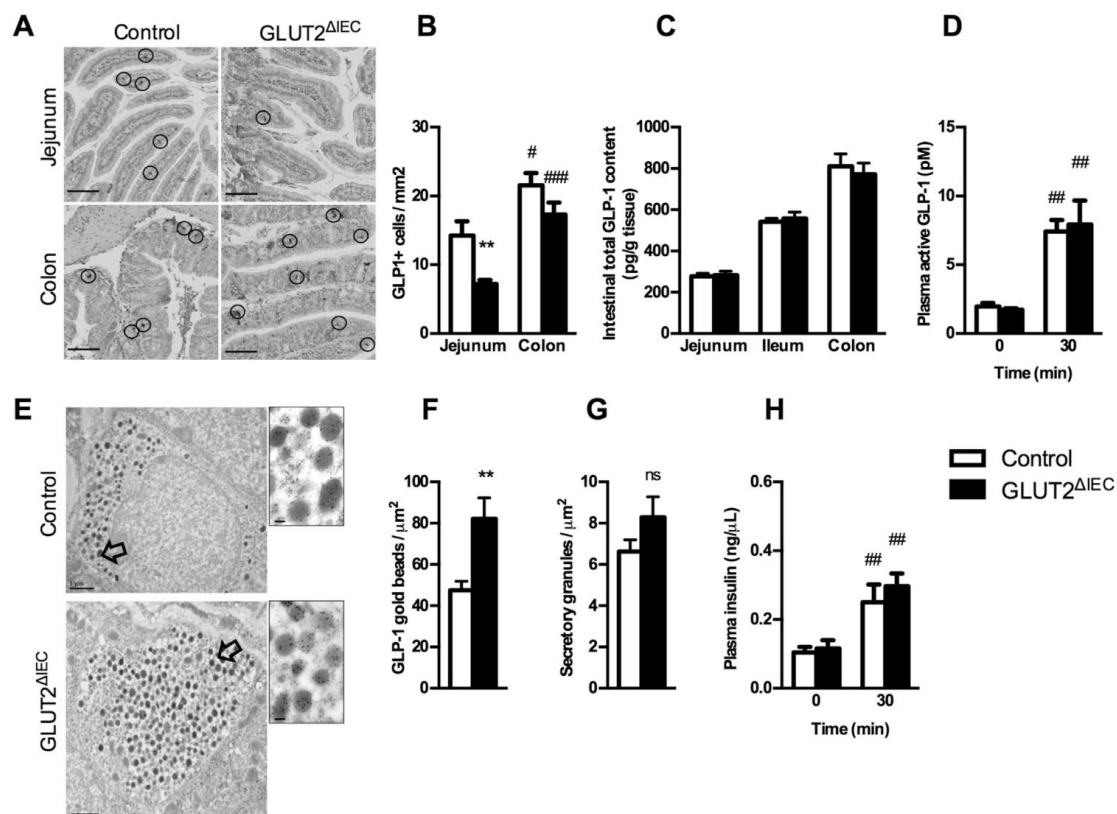 A
Control
GLUT2ΔIEC
Jejunum
Colon
B
GLP1+ cells / mm2
30
20
10
0
**
#
###
Jejunum
Colon
C
Intestinal total GLP-1 content
(pg/g tissue)
1000
800
600
400
200
0
Jejunum
Ileum
Colon
D
Plasma active GLP-1 (pM)
15
10
5
0
##
##
0
30
Time (min)
E
Control
GLUT2ΔIEC
F
GLP-1 gold beads / μm2
100
80
60
40
20
0
**
G
Secretory granules / μm2
10
8
6
4
2
0
ns
H
Plasma insulin (ng/μL)
0.6
0.4
0.2
0.0
##
##
0
30
Time (min)
Control
GLUT2ΔIEC